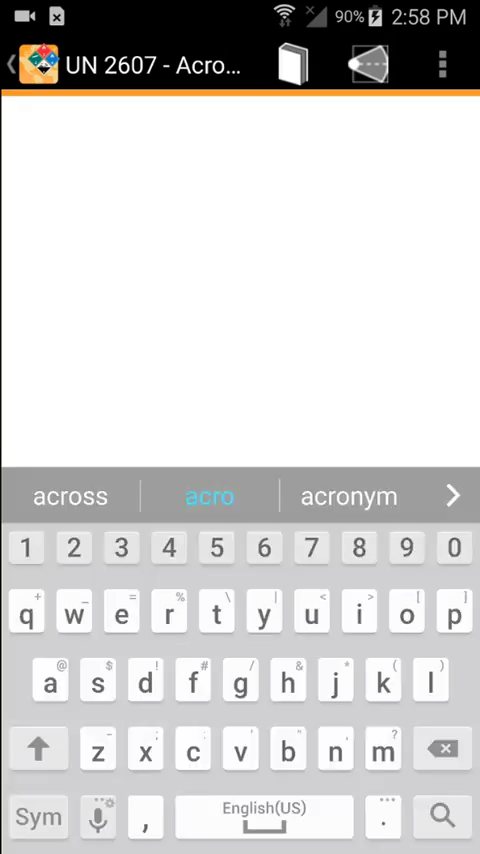 90% 2:58 PM
UN 2607 - Acro...
across acro acronym
1 2 3 4 5 6 7 8 9 0
+ _ = % \ | < > [ ]
q w e r t y u i o p
@ $ ! # / & * ( )
a s d f g h j k l
- ' : ; " ?
z x c v b n m
Sym , English(US) .